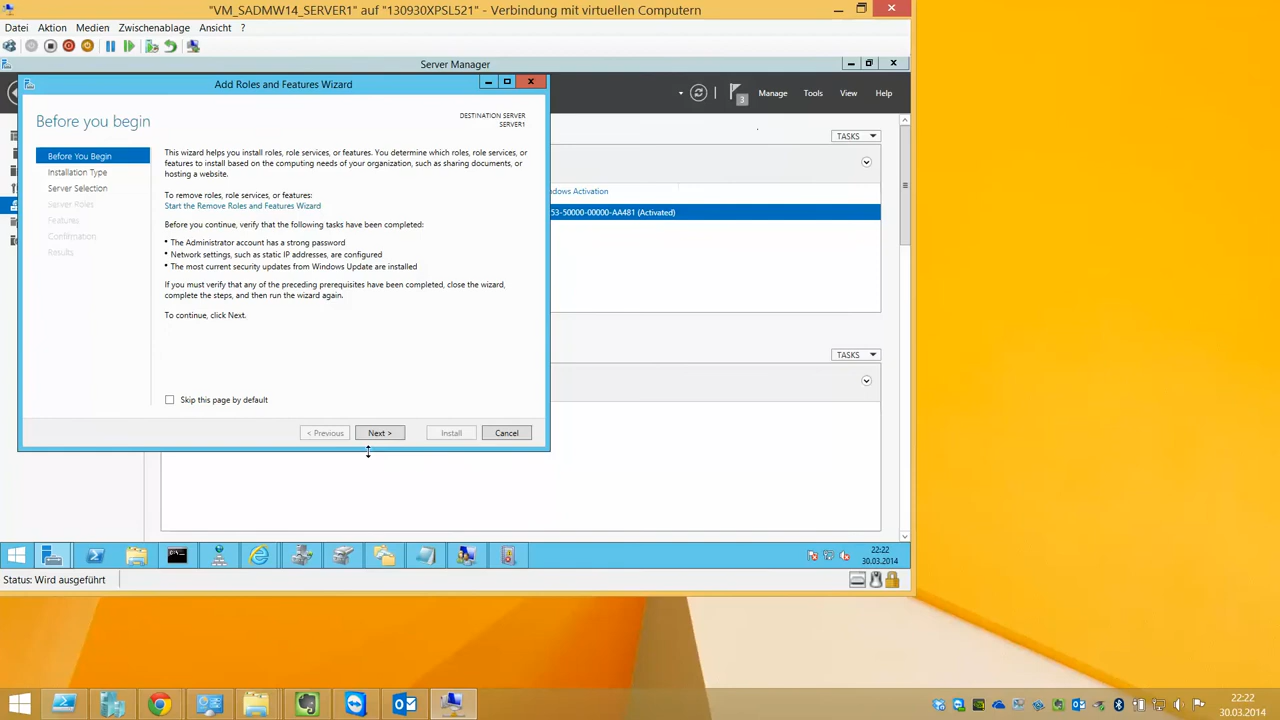 "VM_SADMW14_SERVER1" auf "130930XPSL521" - Verbindung mit virtuellen Computern
Datei Aktion Medien Zwischenablage Ansicht ?
Server Manager
Add Roles and Features Wizard
3
Manage Tools View Help
Before you begin
DESTINATION SERVER
SERVER1
TASKS
Before You Begin
Installation Type
Server Selection
Server Roles
Features
Confirmation
Results
This wizard helps you install roles, role services, or features. You determine which roles, role services, or
features to install based on the computing needs of your organization, such as sharing documents, or
hosting a website.
To remove roles, role services, or features:
Start the Remove Roles and Features Wizard
Before you continue, verify that the following tasks have been completed:
• The Administrator account has a strong password
• Network settings, such as static IP addresses, are configured
• The most current security updates from Windows Update are installed
If you must verify that any of the preceding prerequisites have been completed, close the wizard,
complete the steps, and then run the wizard again.
To continue, click Next.
Skip this page by default
< Previous Next > Install Cancel
ndows Activation
53-50000-00000-AA481 (Activated)
TASKS
22:22
30.03.2014
Status: Wird ausgeführt
22:22
30.03.2014